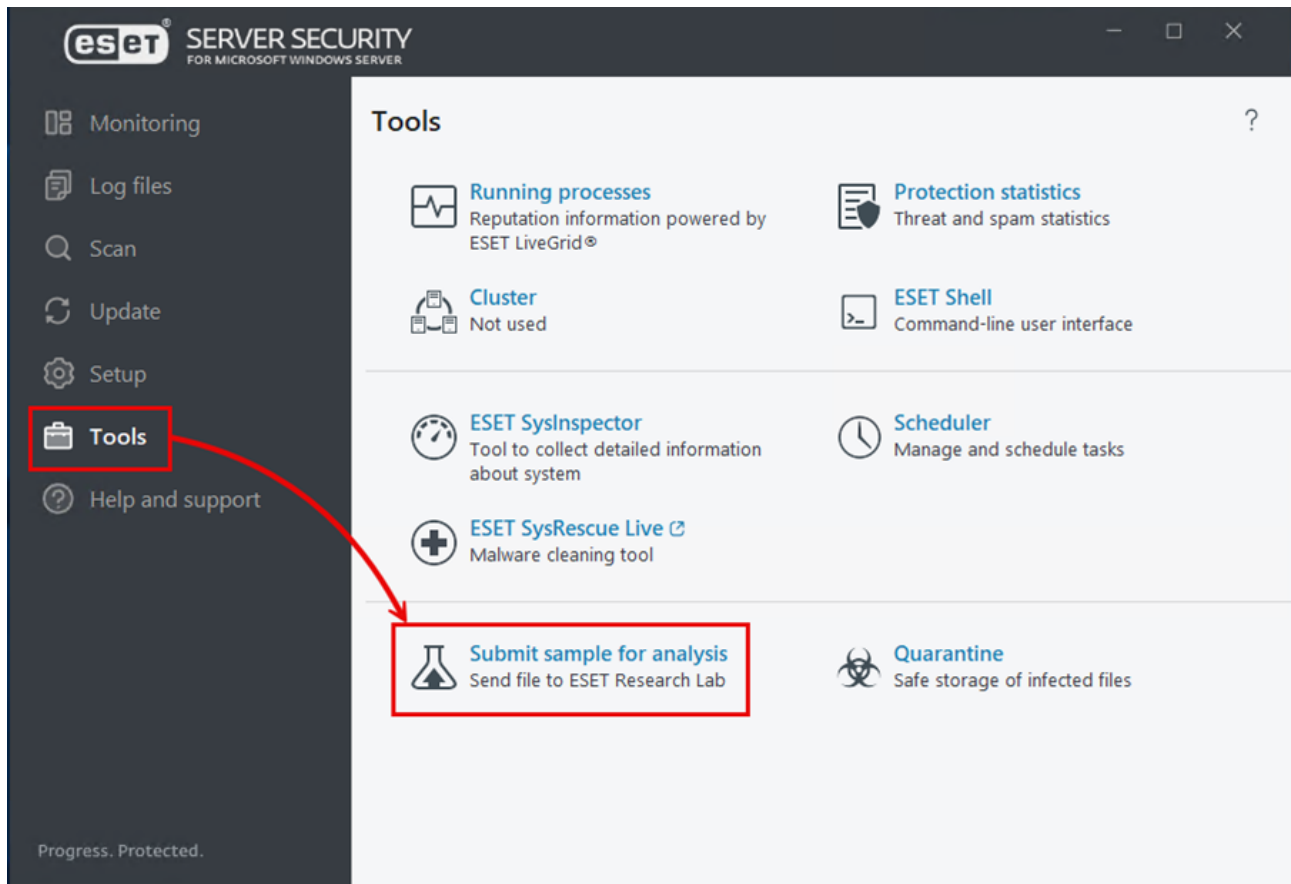 eseT® SERVER SECURITY
FOR MICROSOFT WINDOWS SERVER
Monitoring
Log files
Scan
Update
Setup
Tools
Help and support
Progress. Protected.
Tools
?
Running processes
Reputation information powered by
ESET LiveGrid®
Protection statistics
Threat and spam statistics
Cluster
Not used
ESET Shell
Command-line user interface
ESET SysInspector
Tool to collect detailed information
about system
Scheduler
Manage and schedule tasks
ESET SysRescue Live
Malware cleaning tool
Submit sample for analysis
Send file to ESET Research Lab
Quarantine
Safe storage of infected files